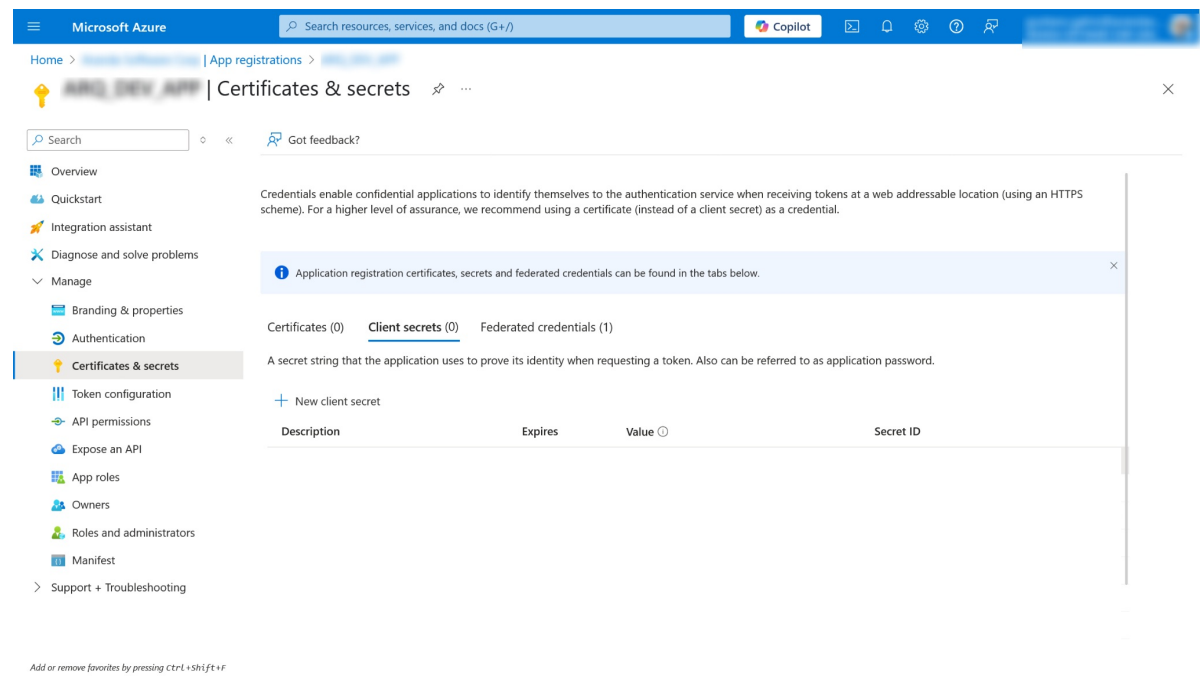 Microsoft Azure
Search resources, services, and docs (G+/)
Copilot
Home > | App registrations >
| Certificates & secrets
Search
Got feedback?
Overview
Quickstart
Integration assistant
Diagnose and solve problems
Manage
Branding & properties
Authentication
Certificates & secrets
Token configuration
API permissions
Expose an API
App roles
Owners
Roles and administrators
Manifest
Support + Troubleshooting
Credentials enable confidential applications to identify themselves to the authentication service when receiving tokens at a web addressable location (using an HTTPS
scheme). For a higher level of assurance, we recommend using a certificate (instead of a client secret) as a credential.
Application registration certificates, secrets and federated credentials can be found in the tabs below.
Certificates (0) Client secrets (0) Federated credentials (1)
A secret string that the application uses to prove its identity when requesting a token. Also can be referred to as application password.
New client secret
Description Expires Value Secret ID
Add or remove favorites by pressing Ctrl+Shift+F